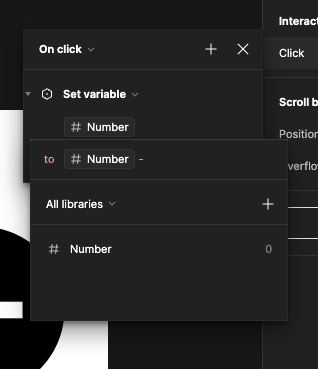 Interact
On click
Click
Set variable
Scroll b
# Number
Position
to # Number -
verflo
All libraries
# Number 0